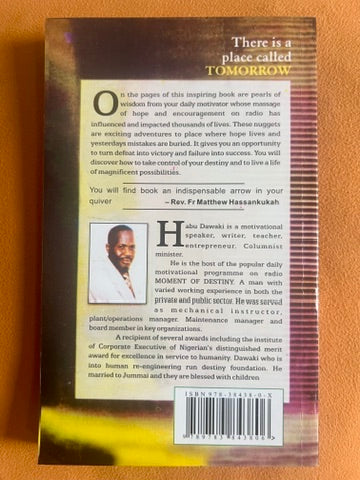 There is a
place called
TOMORROW
On the pages of this inspiring book are pearls of
wisdom from your daily motivator whose massage
of hope and encouragement on radio has
influenced and impacted thousands of lives. These nuggets
are exciting adventures to place where hope lives and
yesterdays mistakes are buried. It gives you an opportunity
to turn defeat into victory and failure into success. You will
discover how to take control of your destiny and to live a life
of magnificent possibilities.
You will find book an indispensable arrow in your
quiver – Rev. Fr Matthew Hassankukah
Habu Dawaki is a motivational
speaker, writer, teacher,
entrepreneur. Columnist
minister.
He is the host of the popular daily
motivational programme on radio
MOMENT OF DESTINY. A man with
varied working experience in both the
private and public sector. He was served
as mechanical instructor,
plant/operations manager. Maintenance manager and
board member in key organizations.
A recipient of several awards including the institute
of Corporate Executive of Nigerian's distinguished merit
award for excellence in service to humanity. Dawaki who is
into human re-engineering run destiny foundation. He
married to Jummai and they are blessed with children
ISBN 978-38438-0-X
9 789783 843806